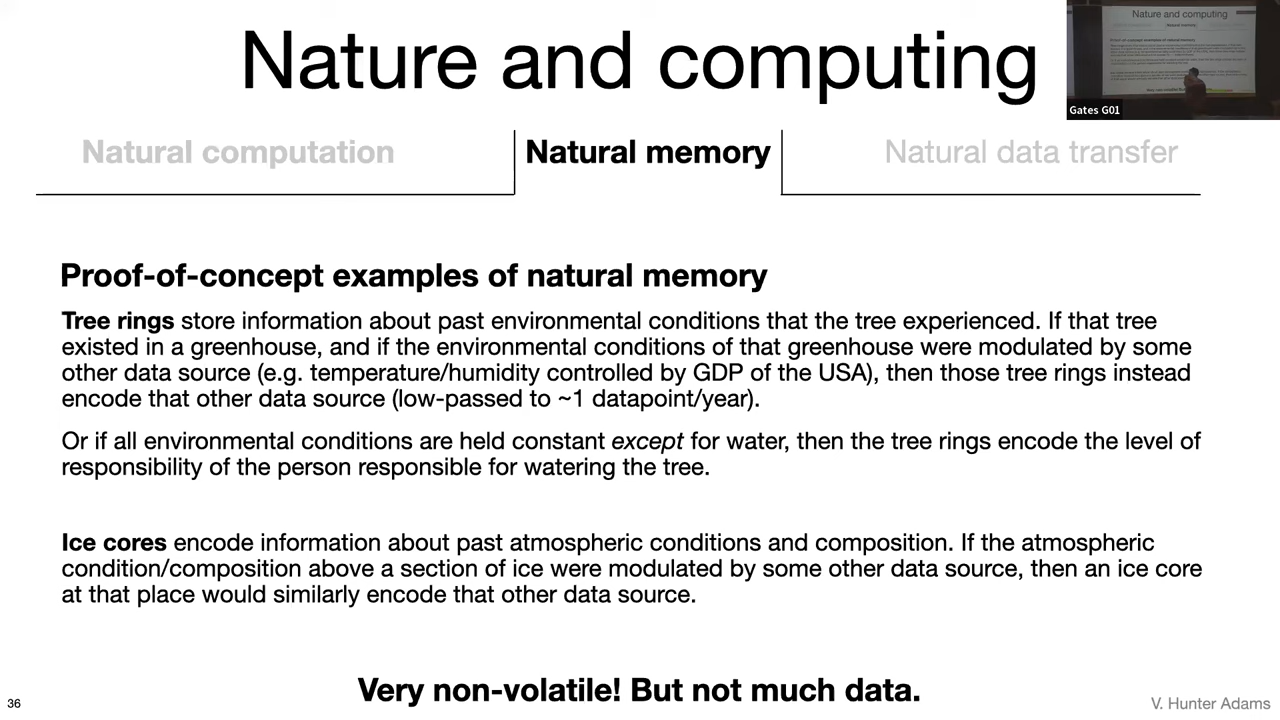 Nature and computing
Natural computation
Natural memory
Natural data transfer
Proof-of-concept examples of natural memory
Tree rings store information about past environmental conditions that the tree experienced. If that tree
existed in a greenhouse, and if the environmental conditions of that greenhouse were modulated by some
other data source (e.g. temperature/humidity controlled by GDP of the USA), then those tree rings instead
encode that other data source (low-passed to ~1 datapoint/year).
Or if all environmental conditions are held constant except for water, then the tree rings encode the level of
responsibility of the person responsible for watering the tree.
Ice cores encode information about past atmospheric conditions and composition. If the atmospheric
condition/composition above a section of ice were modulated by some other data source, then an ice core
at that place would similarly encode that other data source.
Very non-volatile! But not much data.
36
V. Hunter Adams
Nature and computing
Natural memory
Gates G01